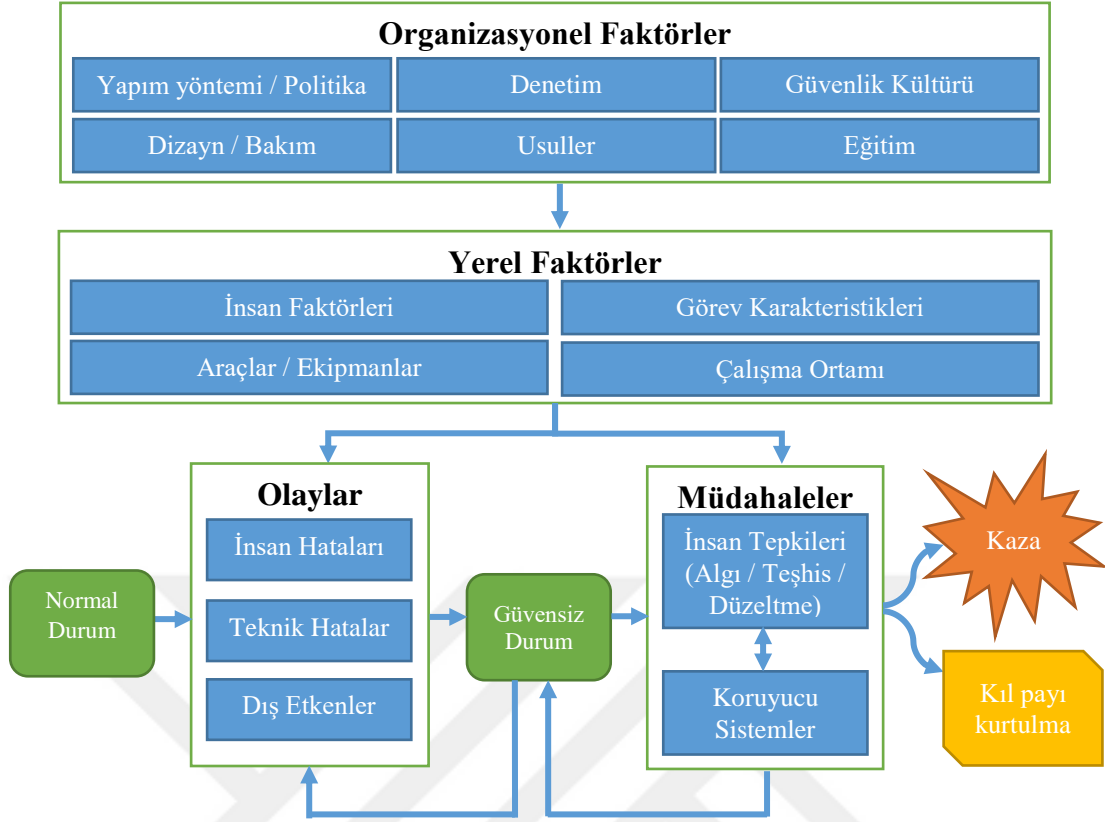 Organizasyonel Faktörler
Yapım yöntemi / Politika
Denetim
Güvenlik Kültürü
Dizayn / Bakım
Usuller
Eğitim
Yerel Faktörler
İnsan Faktörleri
Görev Karakteristikleri
Araçlar / Ekipmanlar
Çalışma Ortamı
Olaylar
İnsan Hataları
Teknik Hatalar
Dış Etkenler
Normal
Durum
Güvensiz
Durum
Müdahaleler
İnsan Tepkileri
(Algı / Teşhis /
Düzeltme)
Koruyucu
Sistemler
Kaza
Kıl payı
kurtulma